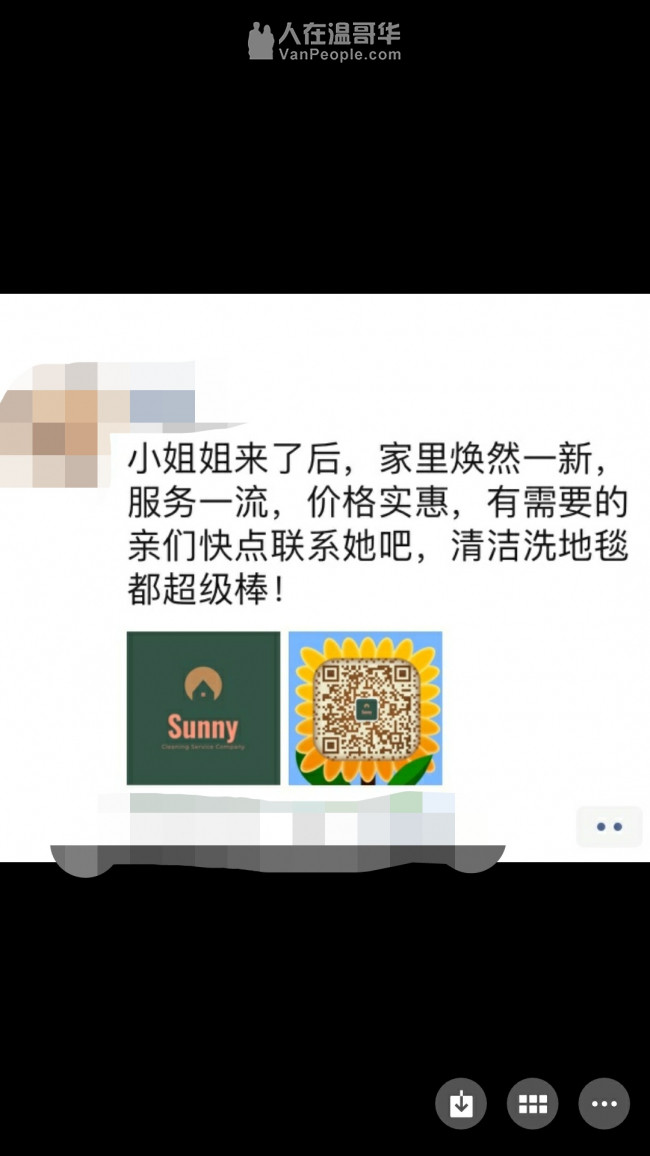 人在温哥华
VanPeople.com
小姐姐来了后，家里焕然一新，
服务一流，价格实惠，有需要的
亲们快点联系她吧，清洁洗地毯
都超级棒！
Sunny
Cleaning Service Company